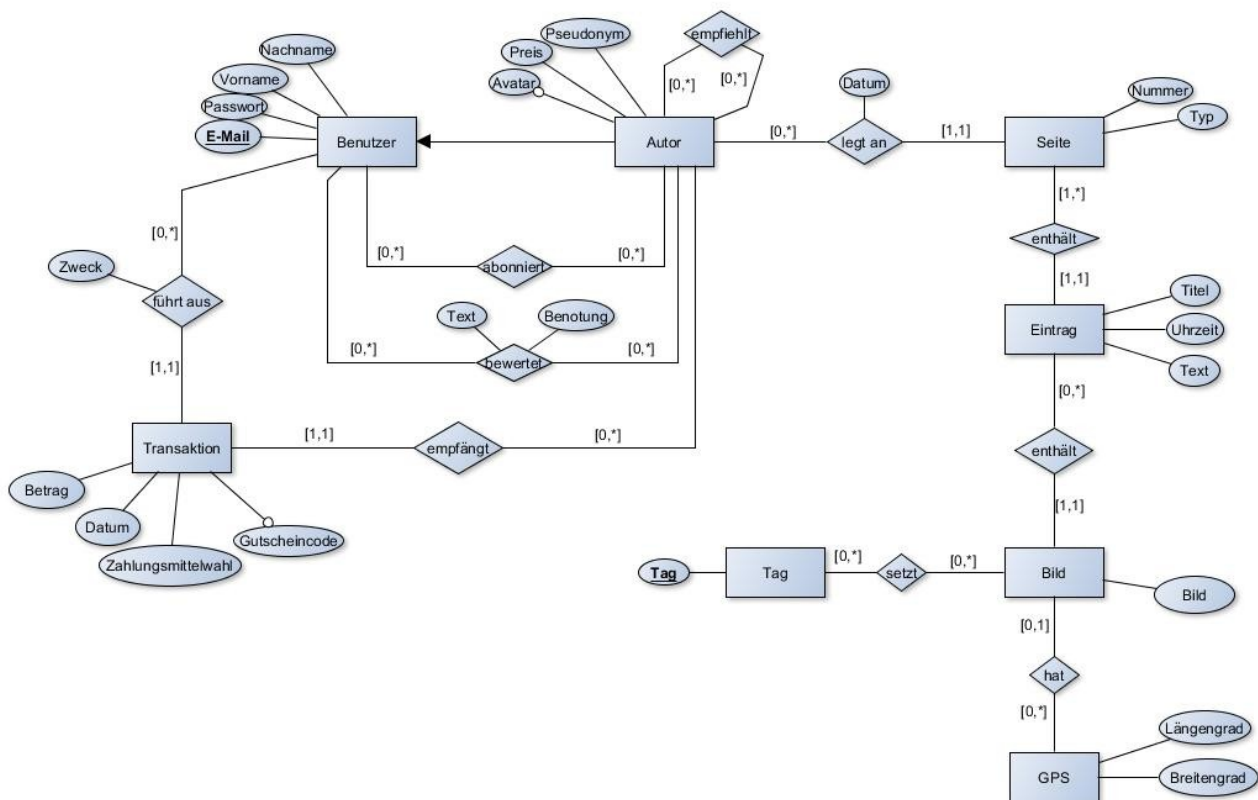 Nachname
Vorname
Passwort
E-Mail
Benutzer
Pseudonym
Preis
Avatar
Autor
empfiehlt
[0,*]
[0,*]
Datum
[0,*]
legt an
[1,1]
Nummer
Typ
Seite
[0,*]
Zweck
führt aus
[1,1]
[0,*]
abonniert
[0,*]
Text
Benotung
[0,*]
bewertet
[0,*]
[1,*]
enthält
[1,1]
Titel
Eintrag
Uhrzeit
Text
[0,*]
enthält
[1,1]
Transaktion
[1,1]
empfängt
[0,*]
Betrag
Datum
Zahlungsmittelwahl
Gutscheincode
Tag
Tag
[0,*]
setzt
[0,*]
Bild
Bild
[0,1]
hat
[0,*]
GPS
Längengrad
Breitengrad